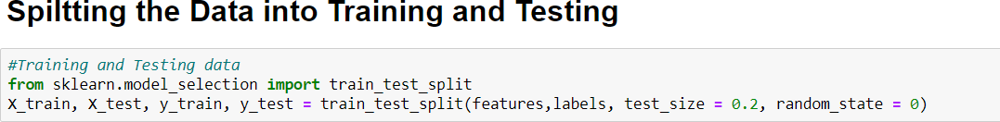 Spiltting the Data into Training and Testing
#Training and Testing data
from sklearn.model_selection import train_test_split
X_train, X_test, y_train, y_test = train_test_split(features,labels, test_size = 0.2, random_state = 0)